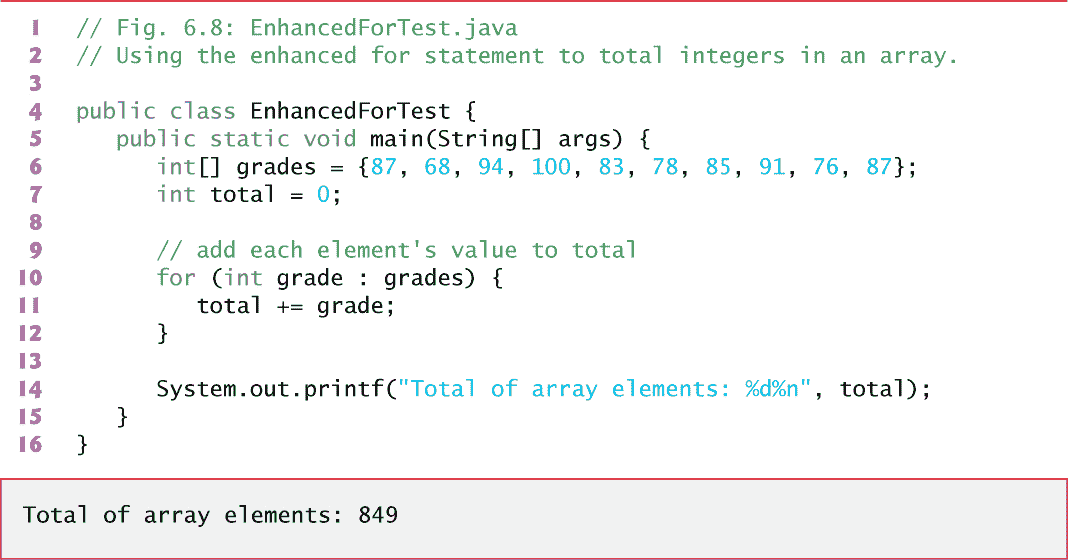 1 // Fig. 6.8: EnhancedForTest.java
2 // Using the enhanced for statement to total integers in an array.
3
4 public class EnhancedForTest {
5    public static void main(String[] args) {
6       int[] grades = {87, 68, 94, 100, 83, 78, 85, 91, 76, 87};
7       int total = 0;
8
9       // add each element's value to total
10       for (int grade : grades) {
11          total += grade;
12       }
13
14       System.out.printf("Total of array elements: %d%n", total);
15    }
16 }
Total of array elements: 849